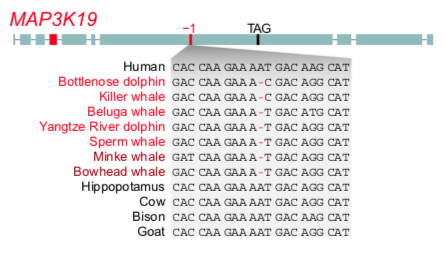 MAP3K19
−1 TAG
Human CAC CAA GAA AAT GAC AAG CAT
Bottlenose dolphin GAC CAA GAA A-C GAC AGG CAT
Killer whale GAC CAA GAA A-C GAC AGG CAT
Beluga whale GAC CAA GAA A-T GAC ATG CAT
Yangtze River dolphin GAC CAA GAA A-T GAC AGG CAT
Sperm whale GAC CAA GAA A-T GAC AGG CAT
Minke whale GAT CAA GAA A-T GAC AGG CAT
Bowhead whale GAC CAA GAA A-T GAC AGG CAT
Hippopotamus GAC CAA GAA AAT GAC AGG CAT
Cow GAC CAA GAA AAT GAC AGG CAT
Bison GAC CAA GAA AAT GAC AAG CAT
Goat GAC CAA GAA AAT GAC AGG CAT